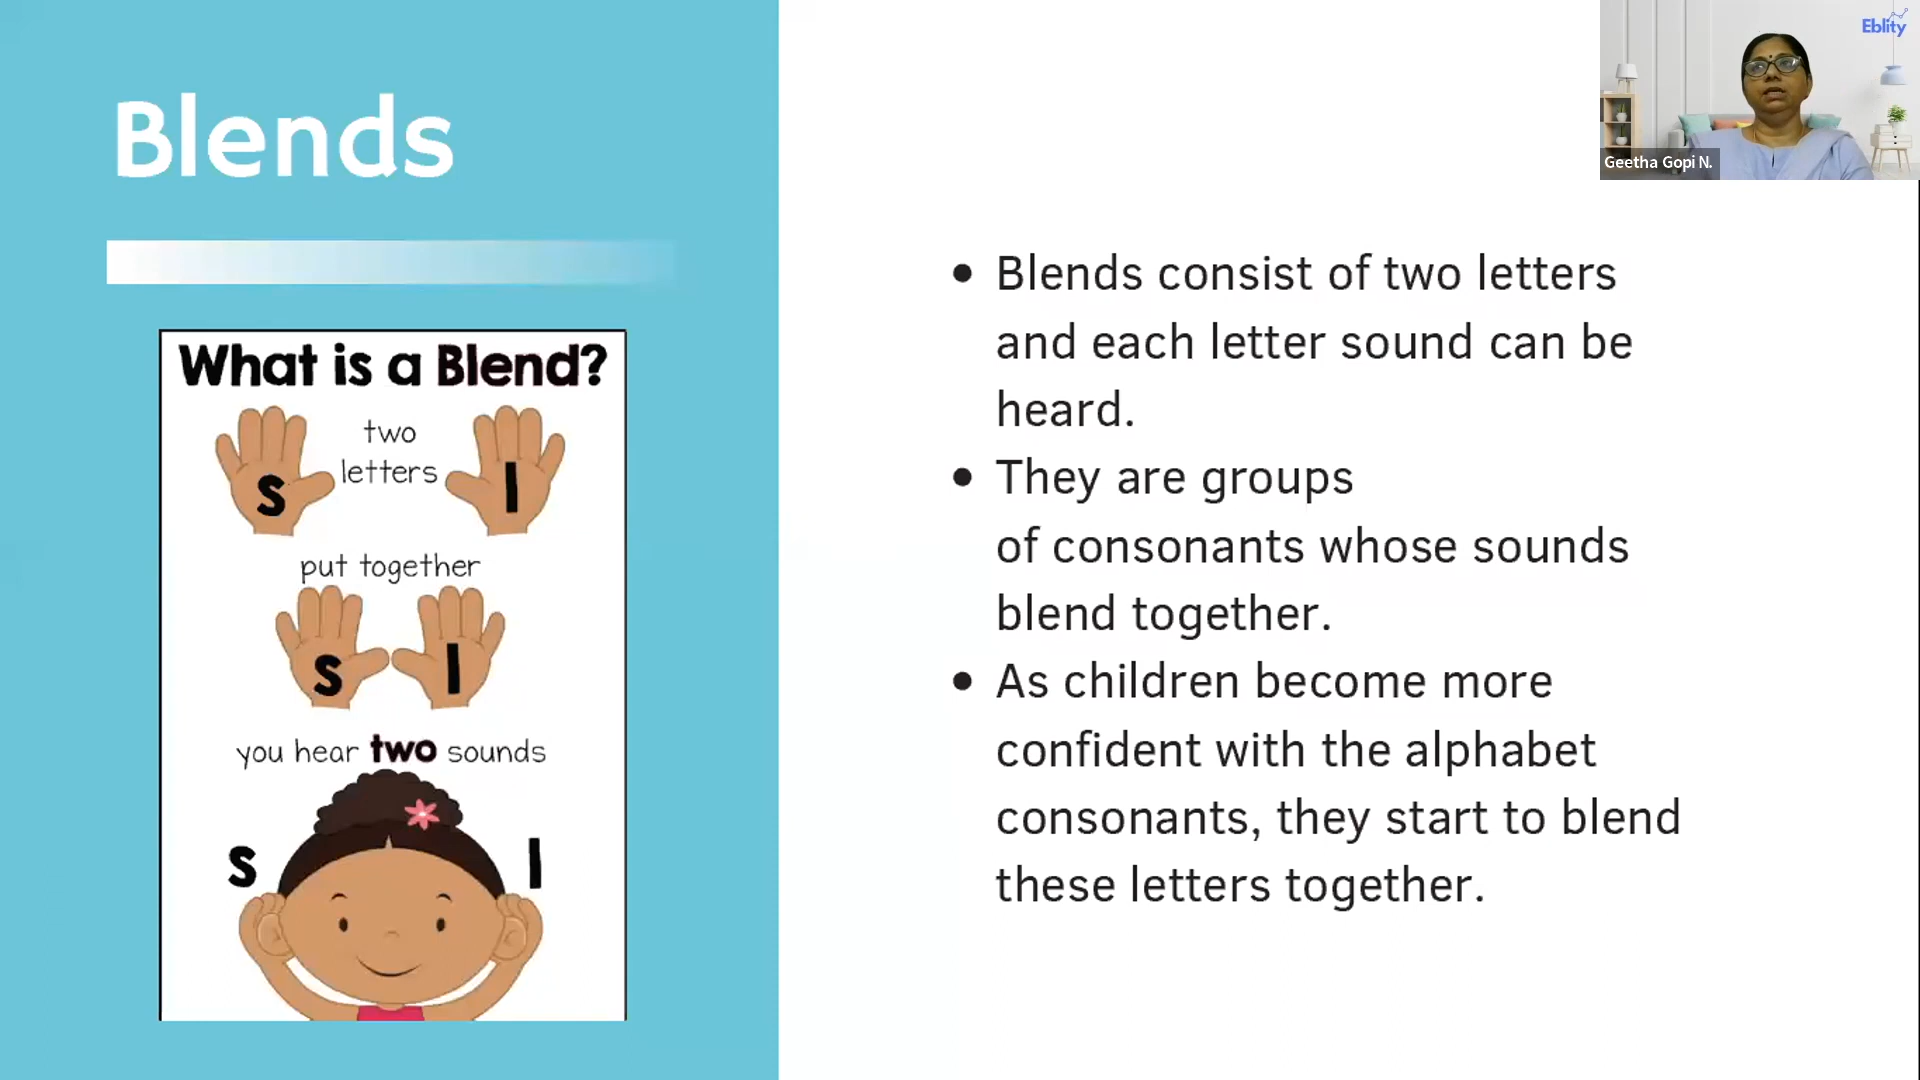 Blends
What is a Blend?
two
letters
s l
put together
s l
you hear two sounds
s l
Eblity
Geetha Gopi N.
Blends consist of two letters
and each letter sound can be
heard.
They are groups
of consonants whose sounds
blend together.
As children become more
confident with the alphabet
consonants, they start to blend
these letters together.